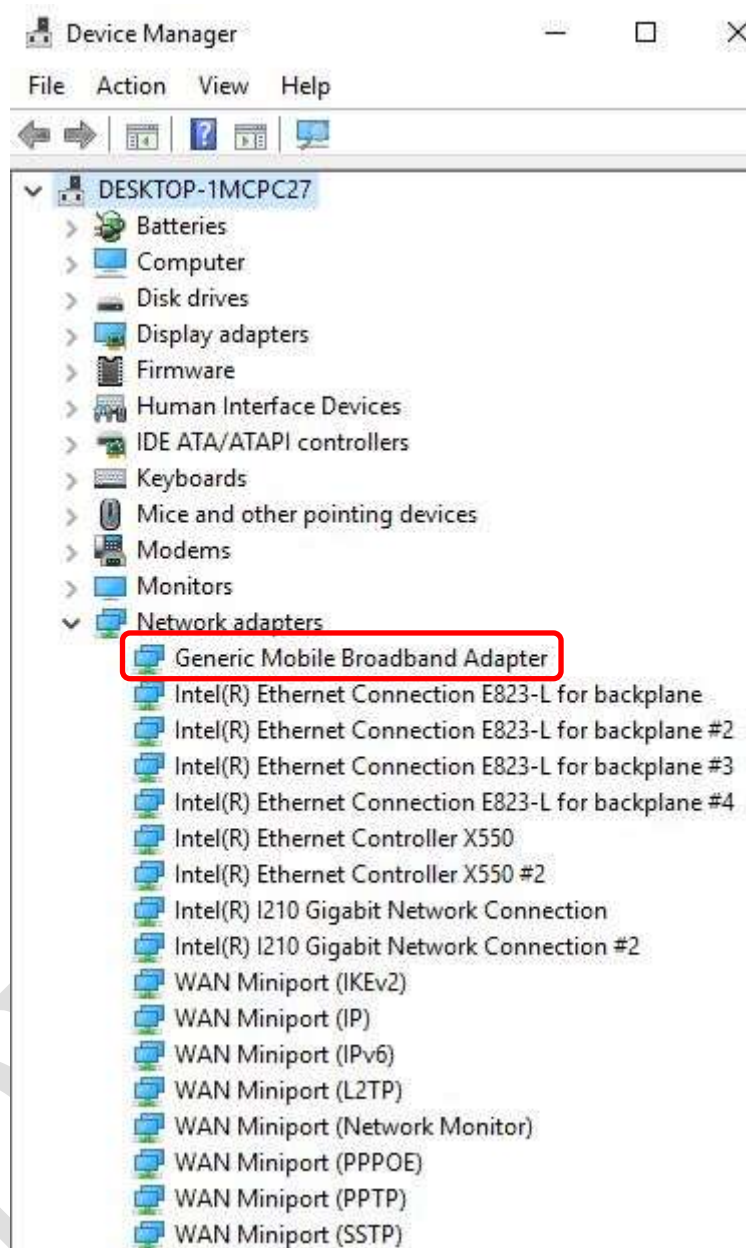 Device Manager
File Action View Help
DESKTOP-1MCPC27
Batteries
Computer
Disk drives
Display adapters
Firmware
Human Interface Devices
IDE ATA/ATAPI controllers
Keyboards
Mice and other pointing devices
Modems
Monitors
Network adapters
Generic Mobile Broadband Adapter
Intel(R) Ethernet Connection E823-L for backplane
Intel(R) Ethernet Connection E823-L for backplane #2
Intel(R) Ethernet Connection E823-L for backplane #3
Intel(R) Ethernet Connection E823-L for backplane #4
Intel(R) Ethernet Controller X550
Intel(R) Ethernet Controller X550 #2
Intel(R) I210 Gigabit Network Connection
Intel(R) I210 Gigabit Network Connection #2
WAN Miniport (IKEv2)
WAN Miniport (IP)
WAN Miniport (IPv6)
WAN Miniport (L2TP)
WAN Miniport (Network Monitor)
WAN Miniport (PPPOE)
WAN Miniport (PPTP)
WAN Miniport (SSTP)